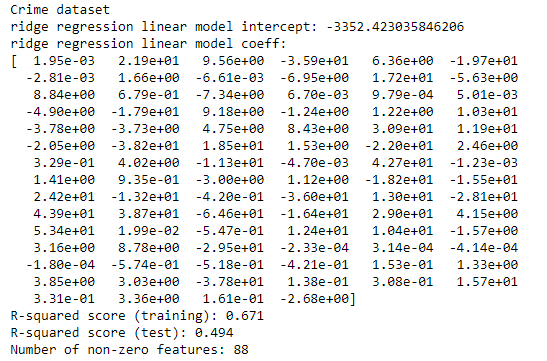 Crime dataset
ridge regression linear model intercept: -3352.423035846206
ridge regression linear model coeff:
[  1.95e-03   2.19e+01   9.56e+00  -3.59e+01   6.36e+00  -1.97e+01
  -2.81e-03   1.66e+00  -6.61e-03  -6.95e+00   1.72e+01  -5.63e+00
   8.84e+00   6.79e-01  -7.34e+00   6.70e-03   9.79e-04   5.01e-03
  -4.90e+00  -1.79e+01   9.18e+00  -1.24e+00   1.22e+00   1.03e+01
  -3.78e+00  -3.73e+00   4.75e+00   8.43e+00   3.09e+01   1.19e+01
  -2.05e+00  -3.82e+01   1.85e+01   1.53e+00  -2.20e+01   2.46e+00
   3.29e-01   4.02e+00  -1.13e+01  -4.70e-03   4.27e+01  -1.23e-03
   1.41e+00   9.35e-01  -3.00e+00   1.12e+00  -1.82e+01  -1.55e+01
   2.42e+01  -1.32e+01  -4.20e-01  -3.60e+01   1.30e+01  -2.81e+01
   4.39e+01   3.87e+01  -6.46e+01  -1.64e+01   2.90e+01   4.15e+00
   5.34e+01   1.99e-02  -5.47e-01   1.24e+01   1.04e+01  -1.57e+00
   3.16e+00   8.78e+00  -2.95e+01  -2.33e-04   3.14e-04  -4.14e-04
  -1.80e-04  -5.74e-01  -5.18e-01  -4.21e-01   1.53e-01   1.33e+00
   3.85e+00   3.03e+00  -3.78e+01   1.38e-01   3.08e-01   1.57e+01
   3.31e-01   3.36e+00   1.61e-01  -2.68e+00]
R-squared score (training): 0.671
R-squared score (test): 0.494
Number of non-zero features: 88